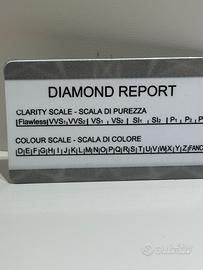 DIAMOND REPORT
CLARITY SCALE - SCALA DI PUREZZA
|Flawless|VVS1|VVS2| VS1 | VS2 | SI1 | SI2 | P1 | P2 |
COLOUR SCALE - SCALA DI COLORE
|D|E|F|G|H|I|J|K|L|M|N|O|P|Q|R|S|T|U|V|W|X|Y|Z|FANC
subito